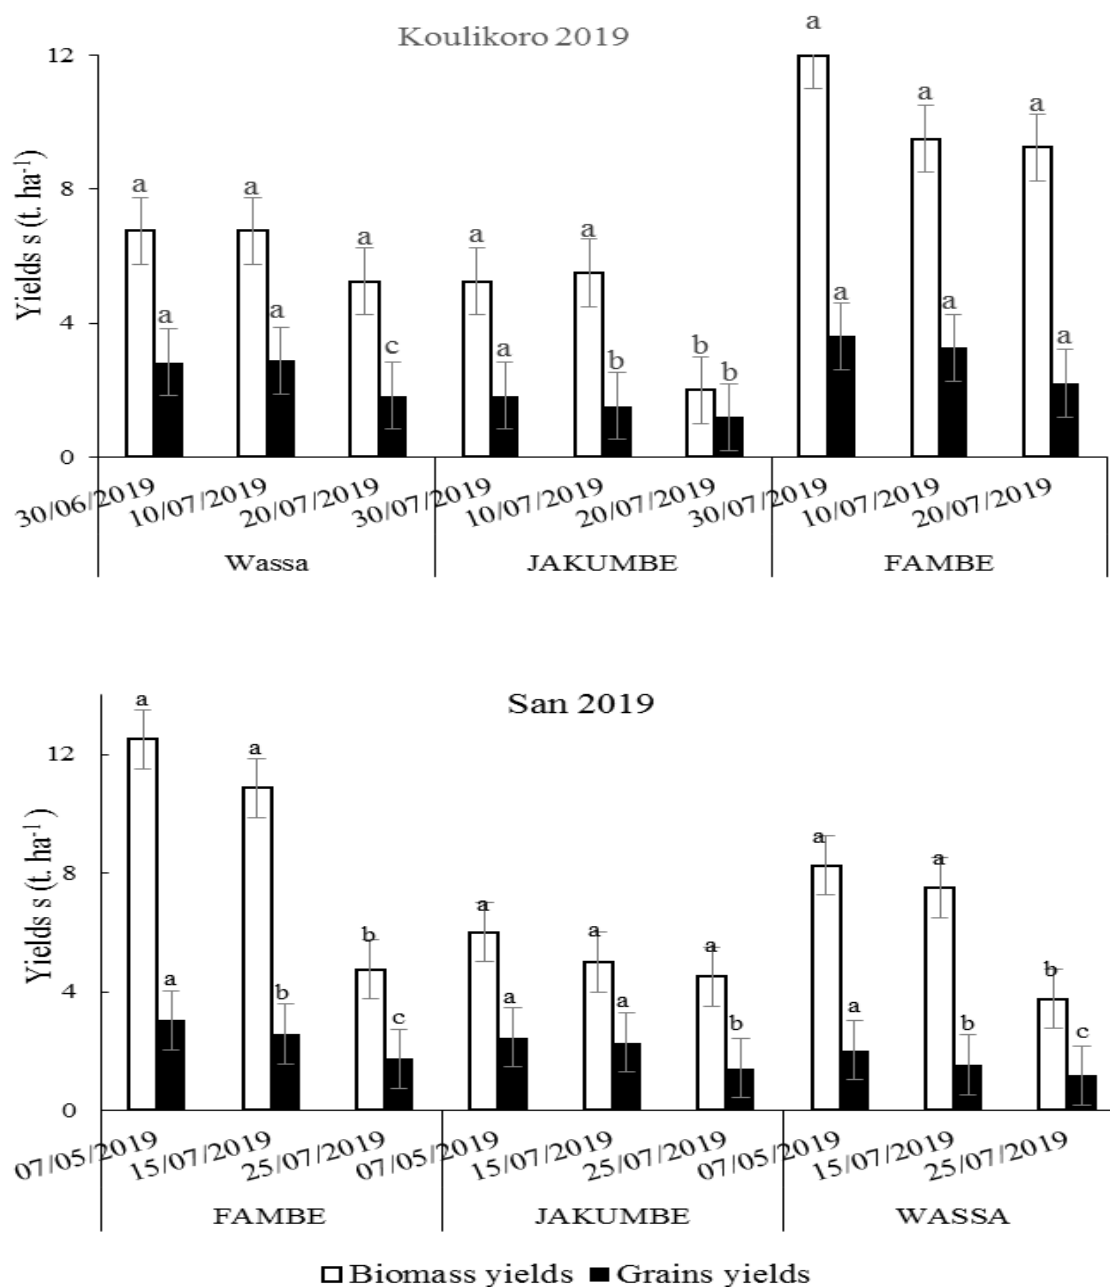 Koulikoro 2019
Yields s (t. ha-1)
12
8
4
0
a
a
a
a
a
a
a
a
a
a
a
c
a
b
b
b
a
a
a
30/06/2019
10/07/2019
20/07/2019
30/07/2019
10/07/2019
20/07/2019
30/07/2019
10/07/2019
20/07/2019
Wassa
JAKUMBE
FAMBE
San 2019
Yields s (t. ha-1)
12
8
4
0
a
a
a
b
b
c
a
a
a
a
a
b
a
a
a
b
b
c
07/05/2019
15/07/2019
25/07/2019
07/05/2019
15/07/2019
25/07/2019
07/05/2019
15/07/2019
25/07/2019
FAMBE
JAKUMBE
WASSA
Biomass yields
Grains yields